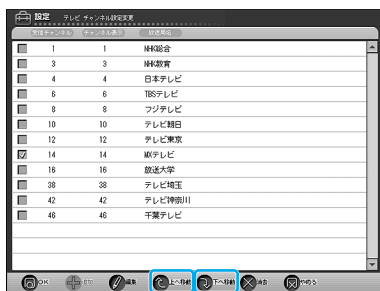 設定 テレビ チャンネル設定変更
受信チャンネル チャンネル表示 放送局名
1 1 NHK総合
3 3 NHK教育
4 4 日本テレビ
6 6 TBSテレビ
8 8 フジテレビ
10 10 テレビ朝日
12 12 テレビ東京
14 14 MXテレビ
16 16 放送大学
38 38 テレビ埼玉
42 42 テレビ神奈川
46 46 千葉テレビ
OK 追加 編集 上へ移動 下へ移動 消去 やめる